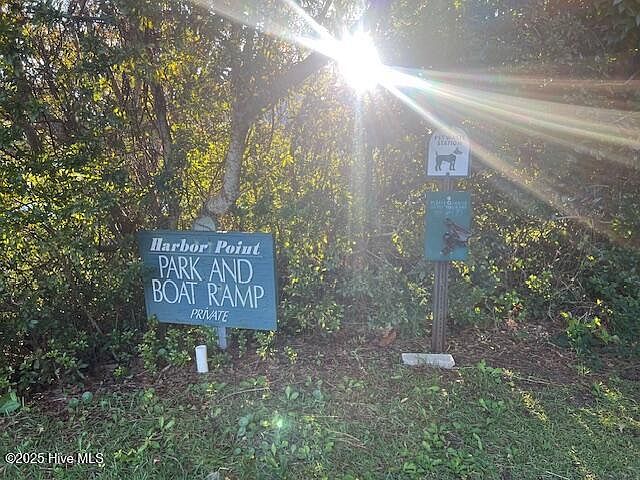 Harbor Point
PARK AND
BOAT RAMP
PRIVATE
PET WASTE
STATION
©2025 Hive MLS